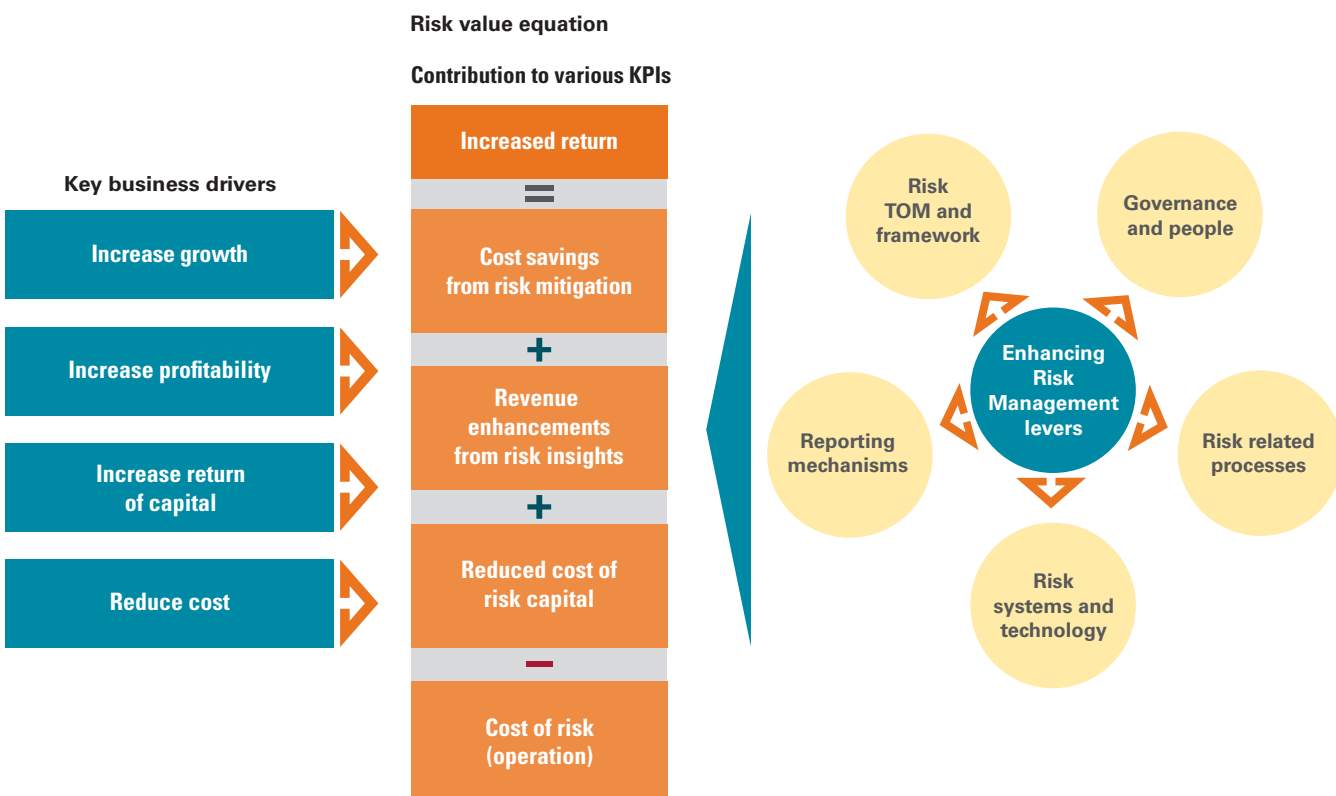 Risk value equation
Contribution to various KPIs
Key business drivers
Increase growth
Increase profitability
Increase return
of capital
Reduce cost
Increased return
=
Cost savings
from risk mitigation
+
Revenue
enhancements
from risk insights
+
Reduced cost of
risk capital
−
Cost of risk
(operation)
Risk
TOM and
framework
Governance
and people
Enhancing
Risk
Management
levers
Reporting
mechanisms
Risk related
processes
Risk
systems and
technology